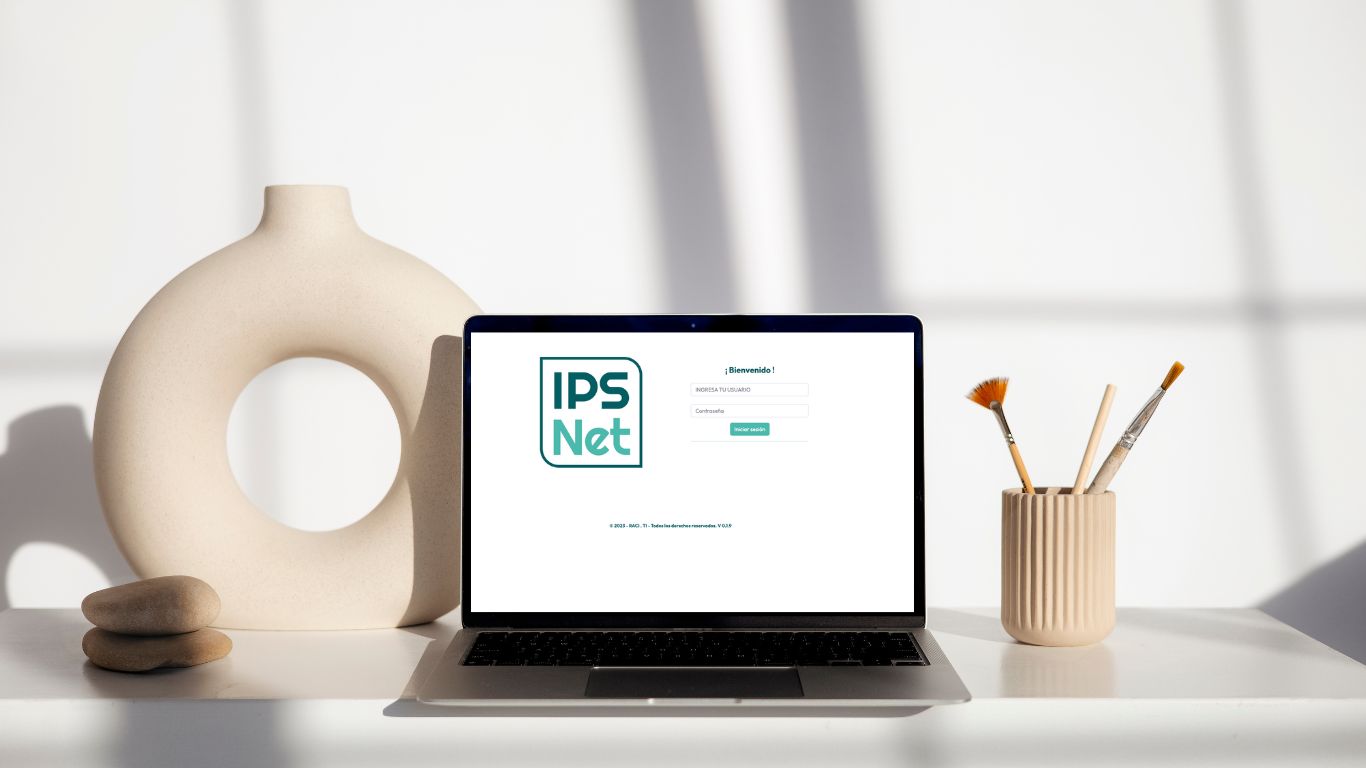 IPS
Net
¡ Bienvenido !
INGRESA TU USUARIO
Contraseña
Iniciar sesión
© 2023 - RACI . TI - Todos los derechos reservados. V 0.1.9